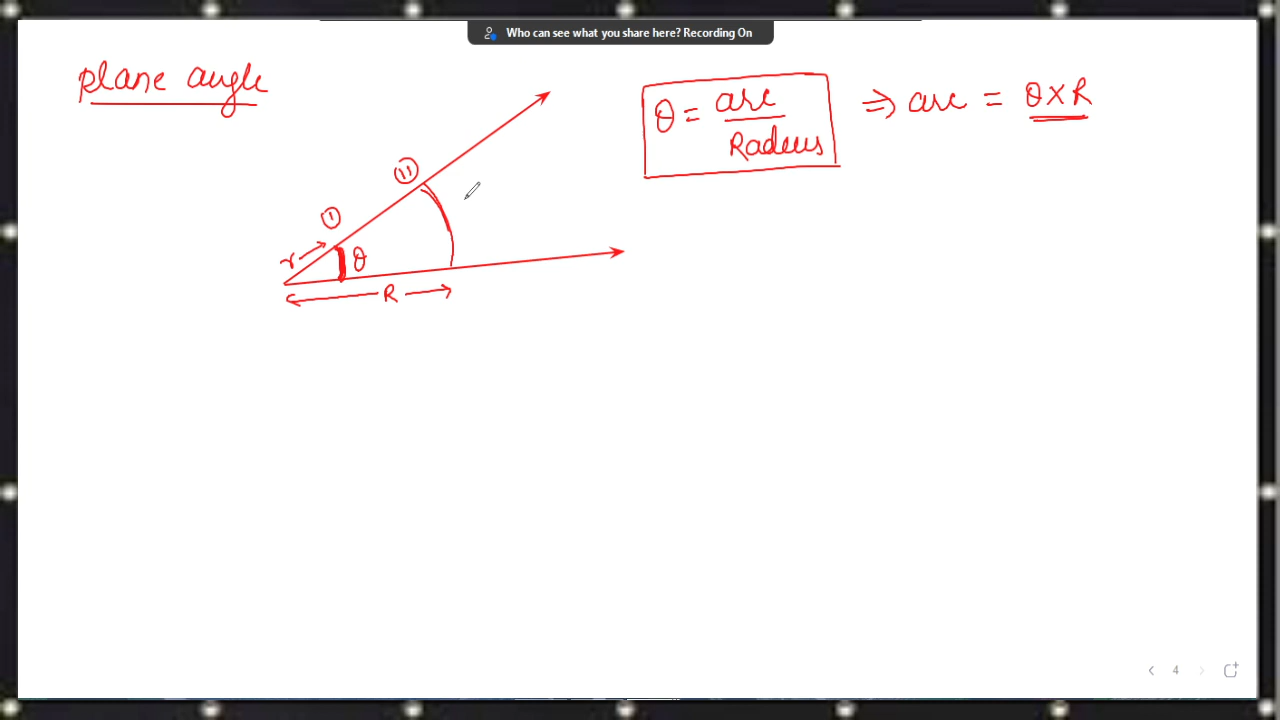 Who can see what you share here? Recording On
plane angle
θ = arc / Radius ⇒ arc = θ×R
II
I
r
θ
R
4